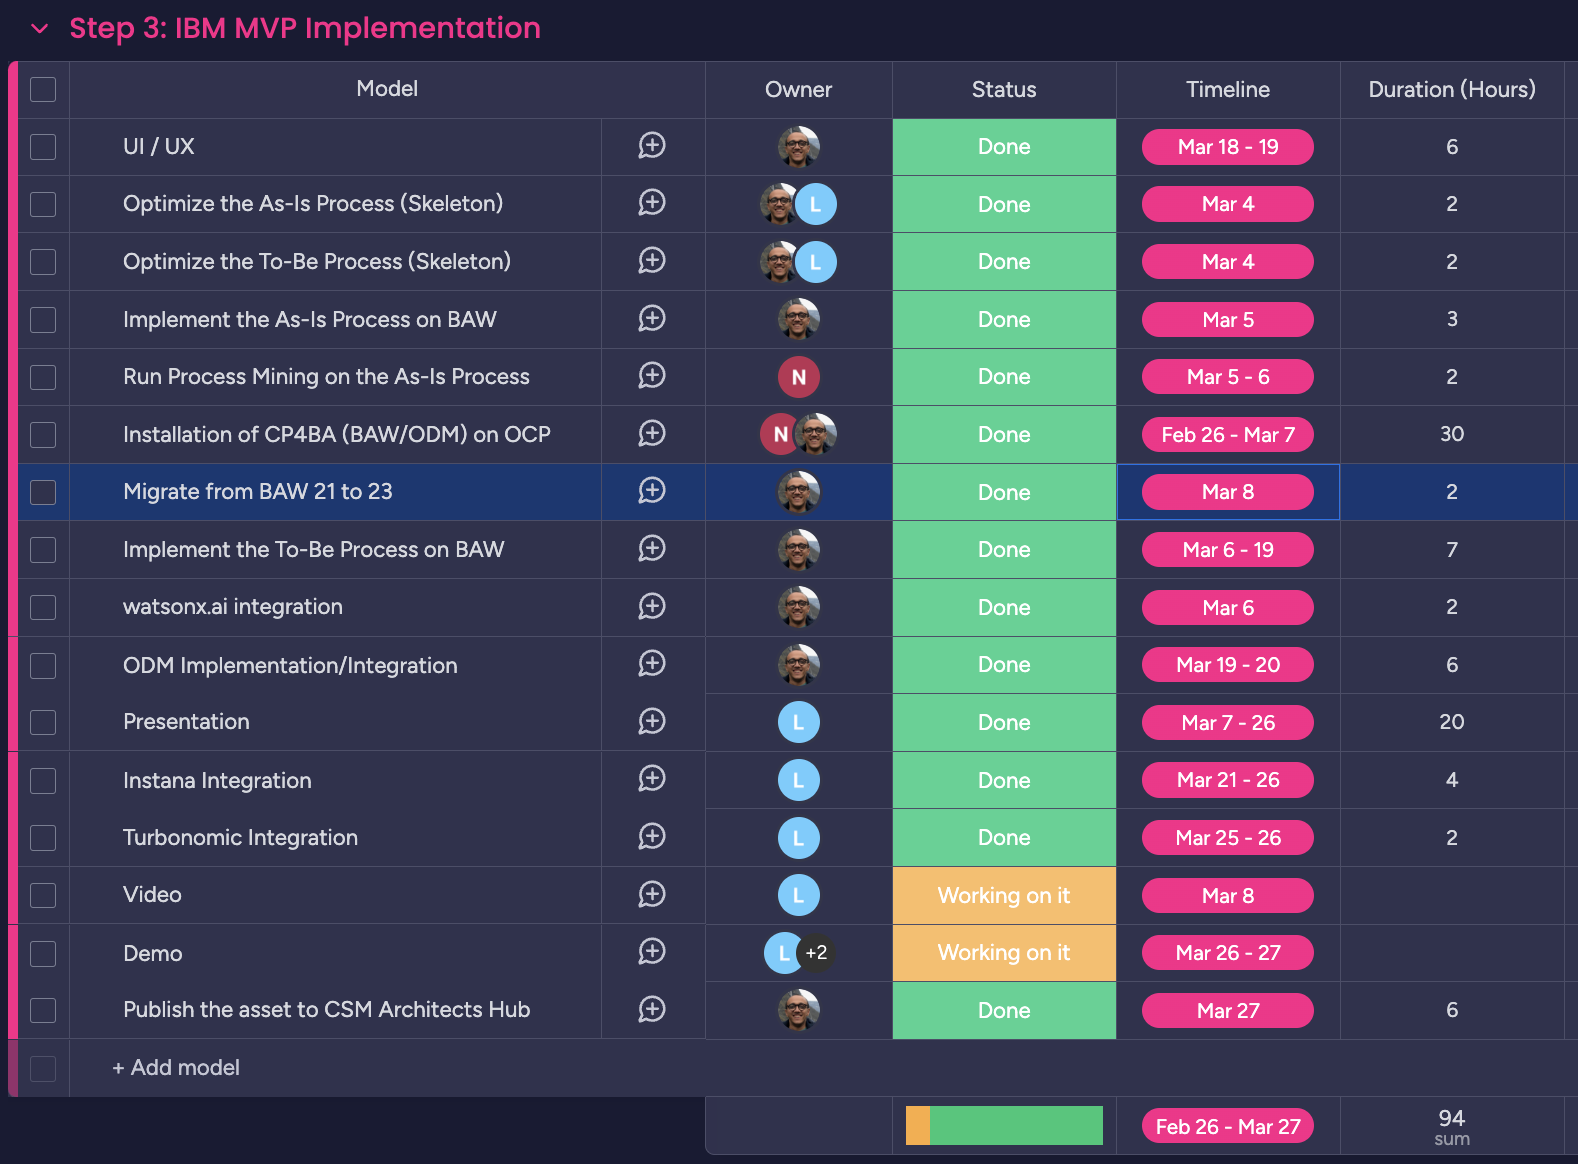 Step 3: IBM MVP Implementation
Model Owner Status Timeline Duration (Hours)
UI / UX Done Mar 18 - 19 6
Optimize the As-Is Process (Skeleton) L Done Mar 4 2
Optimize the To-Be Process (Skeleton) L Done Mar 4 2
Implement the As-Is Process on BAW Done Mar 5 3
Run Process Mining on the As-Is Process N Done Mar 5 - 6 2
Installation of CP4BA (BAW/ODM) on OCP N Done Feb 26 - Mar 7 30
Migrate from BAW 21 to 23 Done Mar 8 2
Implement the To-Be Process on BAW Done Mar 6 - 19 7
watsonx.ai integration Done Mar 6 2
ODM Implementation/Integration Done Mar 19 - 20 6
Presentation L Done Mar 7 - 26 20
Instana Integration L Done Mar 21 - 26 4
Turbonomic Integration L Done Mar 25 - 26 2
Video L Working on it Mar 8
Demo L +2 Working on it Mar 26 - 27
Publish the asset to CSM Architects Hub Done Mar 27 6
+ Add model
Feb 26 - Mar 27 94
sum